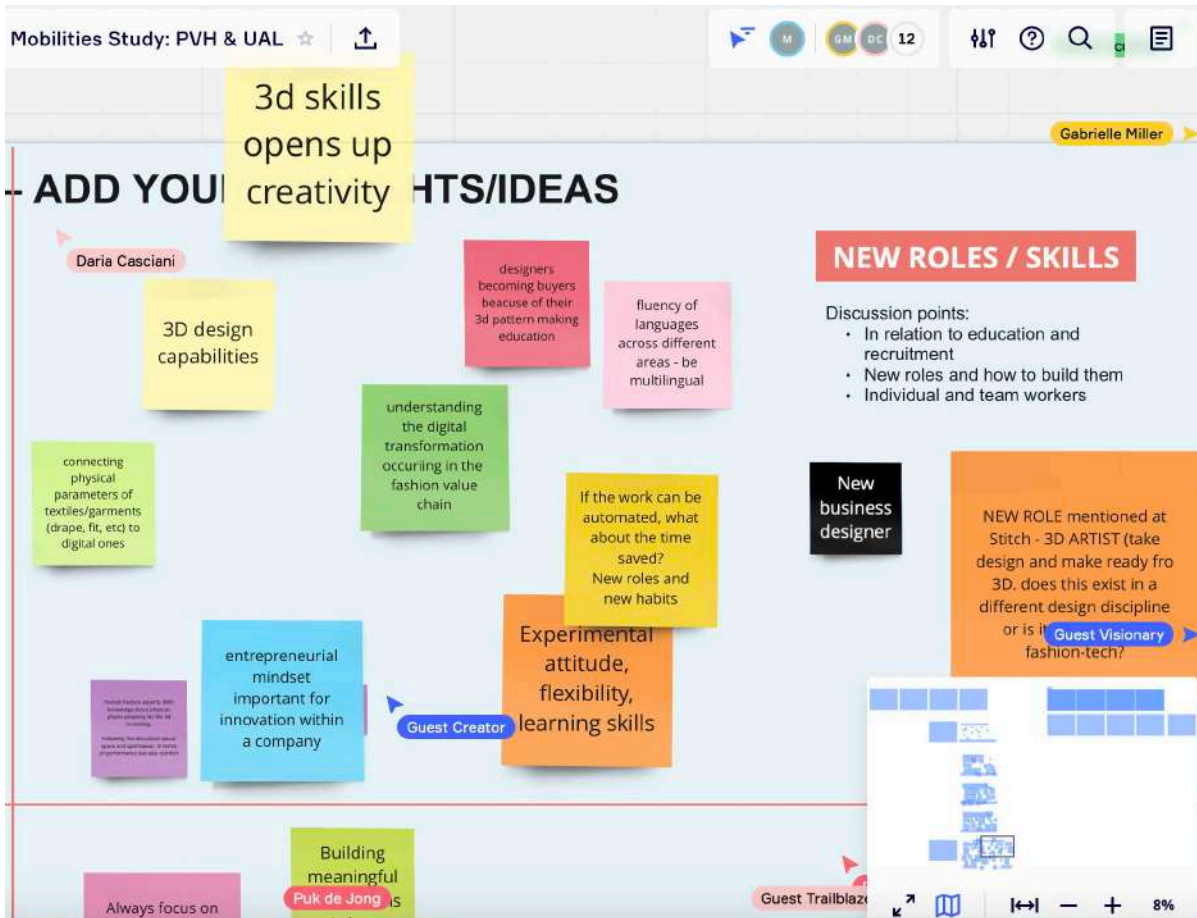 Mobilities Study: PVH & UAL
M
GM
DC
12
Gabrielle Miller
3d skills
opens up
creativity
- ADD YOU
HTS/IDEAS
Daria Casciani
3D design
capabilities
designers
becoming buyers
beacuse of their
3d pattern making
education
fluency of
languages
across different
areas - be
multilingual
NEW ROLES / SKILLS
Discussion points:
• In relation to education and
recruitment
• New roles and how to build them
• Individual and team workers
understanding
the digital
transformation
occuriing in the
fashion value
chain
connecting
physical
parameters of
textiles/garments
(drape, fit, etc) to
digital ones
If the work can be
automated, what
about the time
saved?
New roles and
new habits
New
business
designer
NEW ROLE mentioned at
Stitch - 3D ARTIST (take
design and make ready fro
3D. does this exist in a
different design discipline
or is it
fashion-tech?
Guest Visionary
Experimental
attitude,
flexibility,
learning skills
entrepreneurial
mindset
important for
innovation within
a company
Guest Creator
Building
meaningful
Puk de Jong
Always focus on
Guest Trailblaze
8%